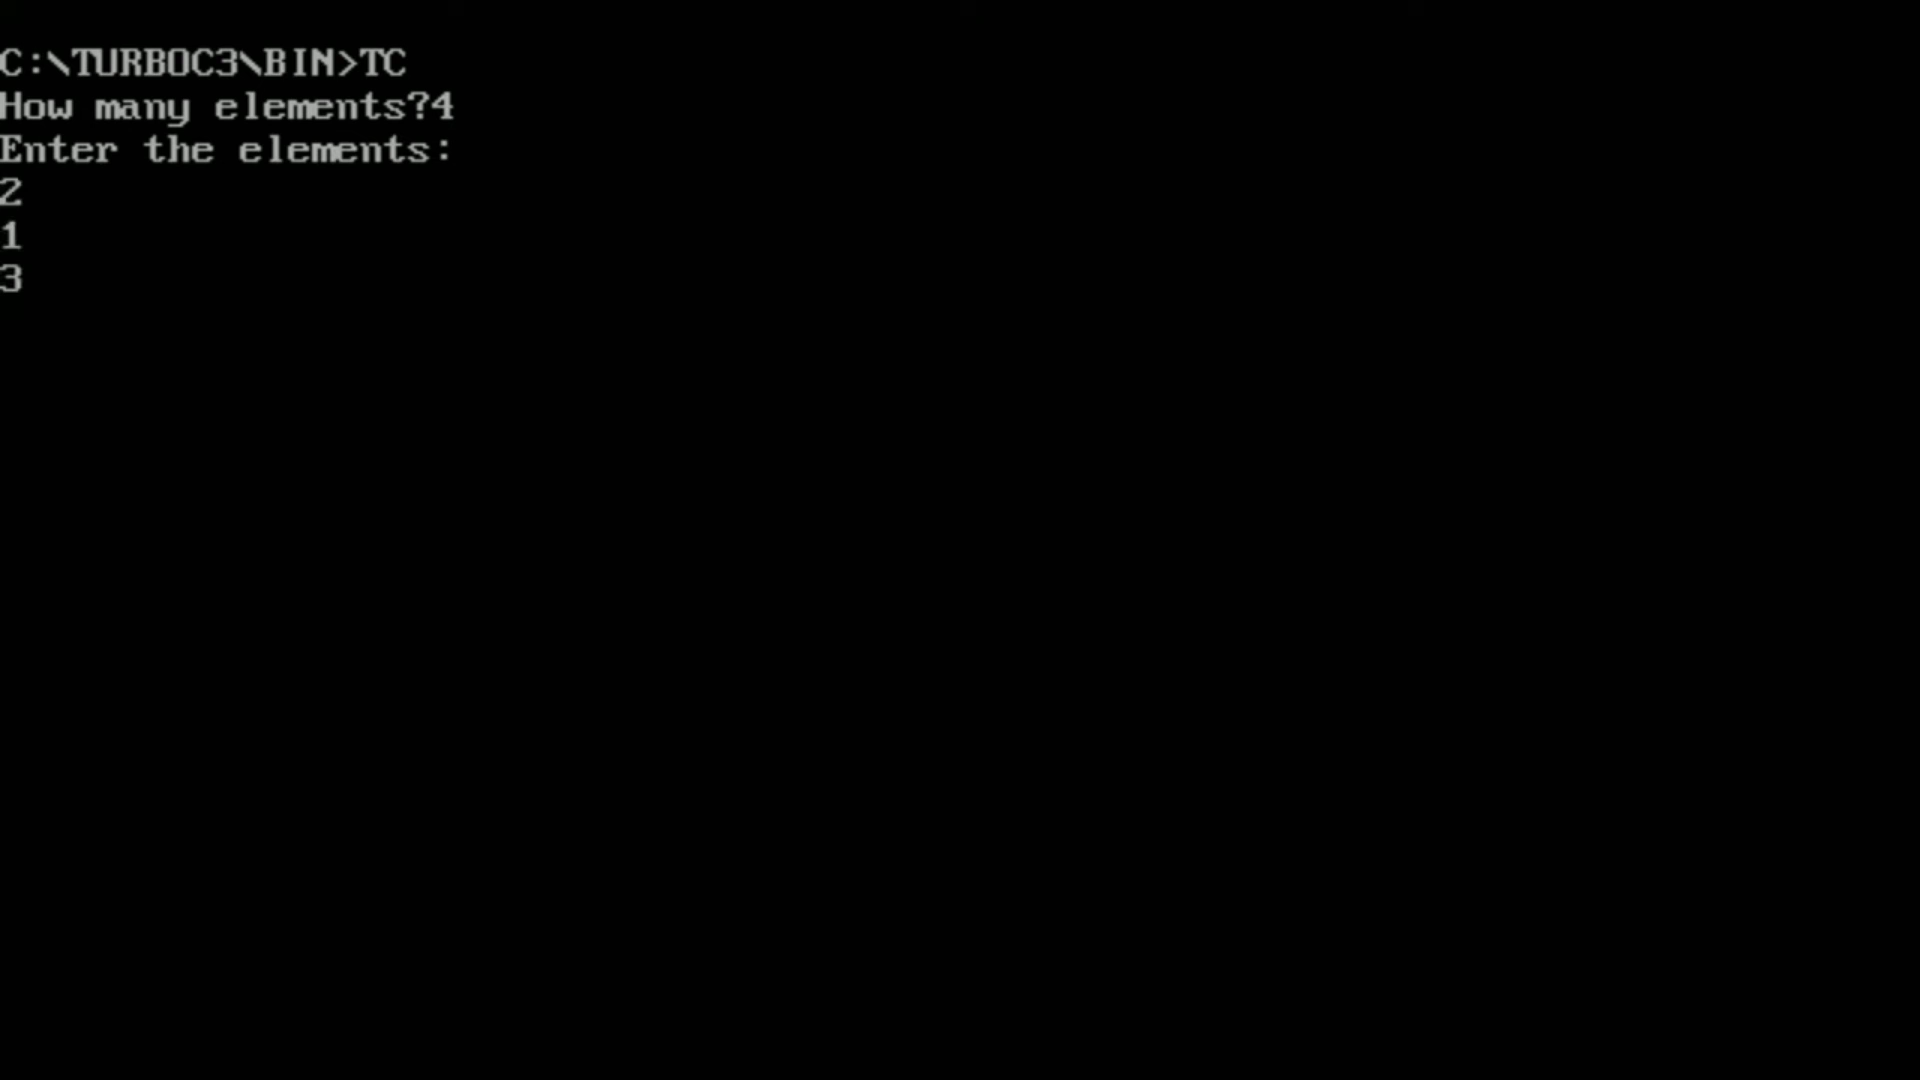 C:\TURBOC3\BIN>TC
How many elements?4
Enter the elements:
2
1
3